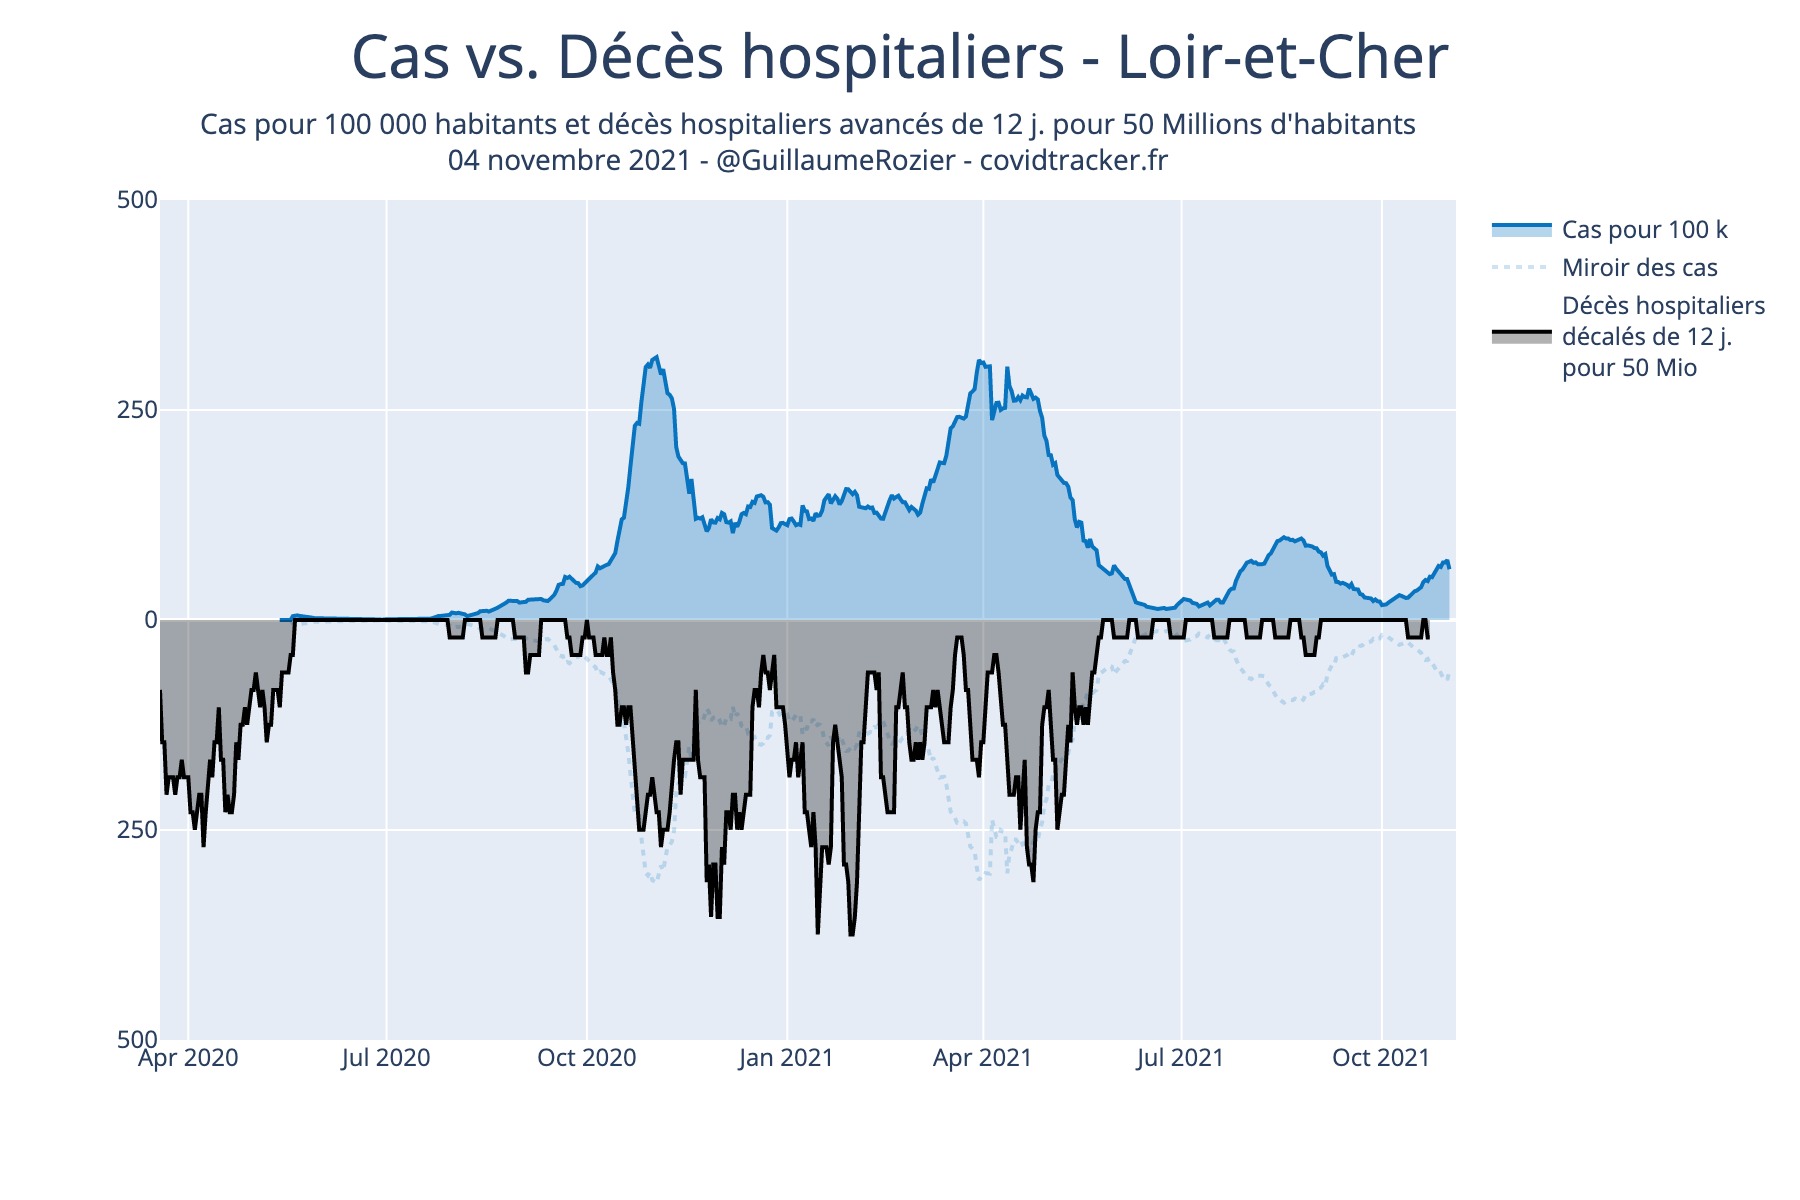 Cas vs. Décès hospitaliers - Loir-et-Cher
Cas pour 100 000 habitants et décès hospitaliers avancés de 12 j. pour 50 Millions d'habitants
04 novembre 2021 - @GuillaumeRozier - covidtracker.fr
500
250
0
250
500
Apr 2020
Jul 2020
Oct 2020
Jan 2021
Apr 2021
Jul 2021
Oct 2021
Cas pour 100 k
Miroir des cas
Décès hospitaliers
décalés de 12 j.
pour 50 Mio